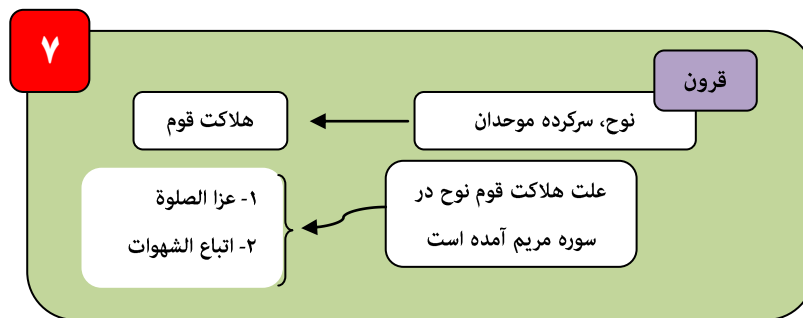 ۷
قرون
نوح، سرکرده موحدان
هلاکت قوم
علت هلاکت قوم نوح در
سوره مریم آمده است
۱- عزا الصلوة
۲- اتباع الشهوات